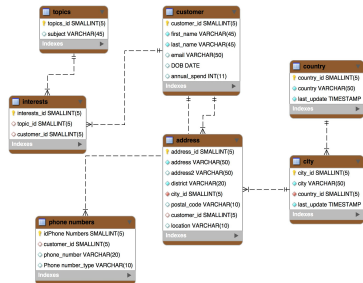 topics
topics_id SMALLINT(5)
subject VARCHAR(45)
Indexes
customer
customer_id SMALLINT(5)
first_name VARCHAR(45)
last_name VARCHAR(45)
email VARCHAR(50)
DOB DATE
annual_spend INT(11)
Indexes
country
country_id SMALLINT(5)
country VARCHAR(50)
last_update TIMESTAMP
Indexes
interests
interests_id SMALLINT(5)
topic_id SMALLINT(5)
customer_id SMALLINT(5)
Indexes
address
address_id SMALLINT(5)
address VARCHAR(50)
address2 VARCHAR(50)
district VARCHAR(20)
city_id SMALLINT(5)
postal_code VARCHAR(10)
customer_id SMALLINT(5)
location VARCHAR(10)
Indexes
city
city_id SMALLINT(5)
city VARCHAR(50)
country_id SMALLINT(5)
last_update TIMESTAMP
Indexes
phone numbers
idPhone Numbers SMALLINT(5)
customer_id SMALLINT(5)
phone_number VARCHAR(20)
Phone number_type VARCHAR(10)
Indexes